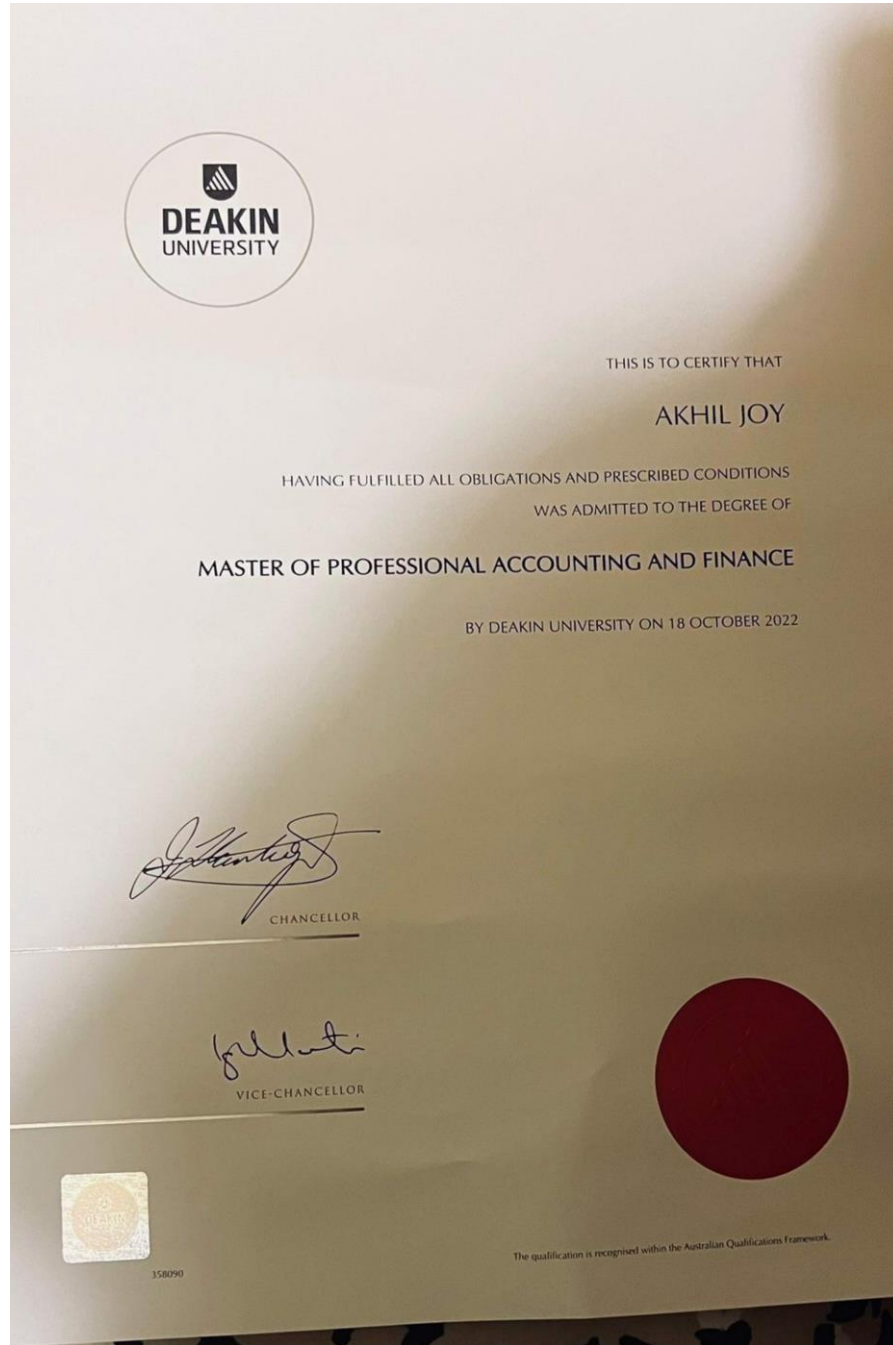 DEAKIN
UNIVERSITY
THIS IS TO CERTIFY THAT
AKHIL JOY
HAVING FULFILLED ALL OBLIGATIONS AND PRESCRIBED CONDITIONS
WAS ADMITTED TO THE DEGREE OF
MASTER OF PROFESSIONAL ACCOUNTING AND FINANCE
BY DEAKIN UNIVERSITY ON 18 OCTOBER 2022
CHANCELLOR
VICE-CHANCELLOR
DEAKIN
358090
The qualification is recognised within the Australian Qualifications Framework.